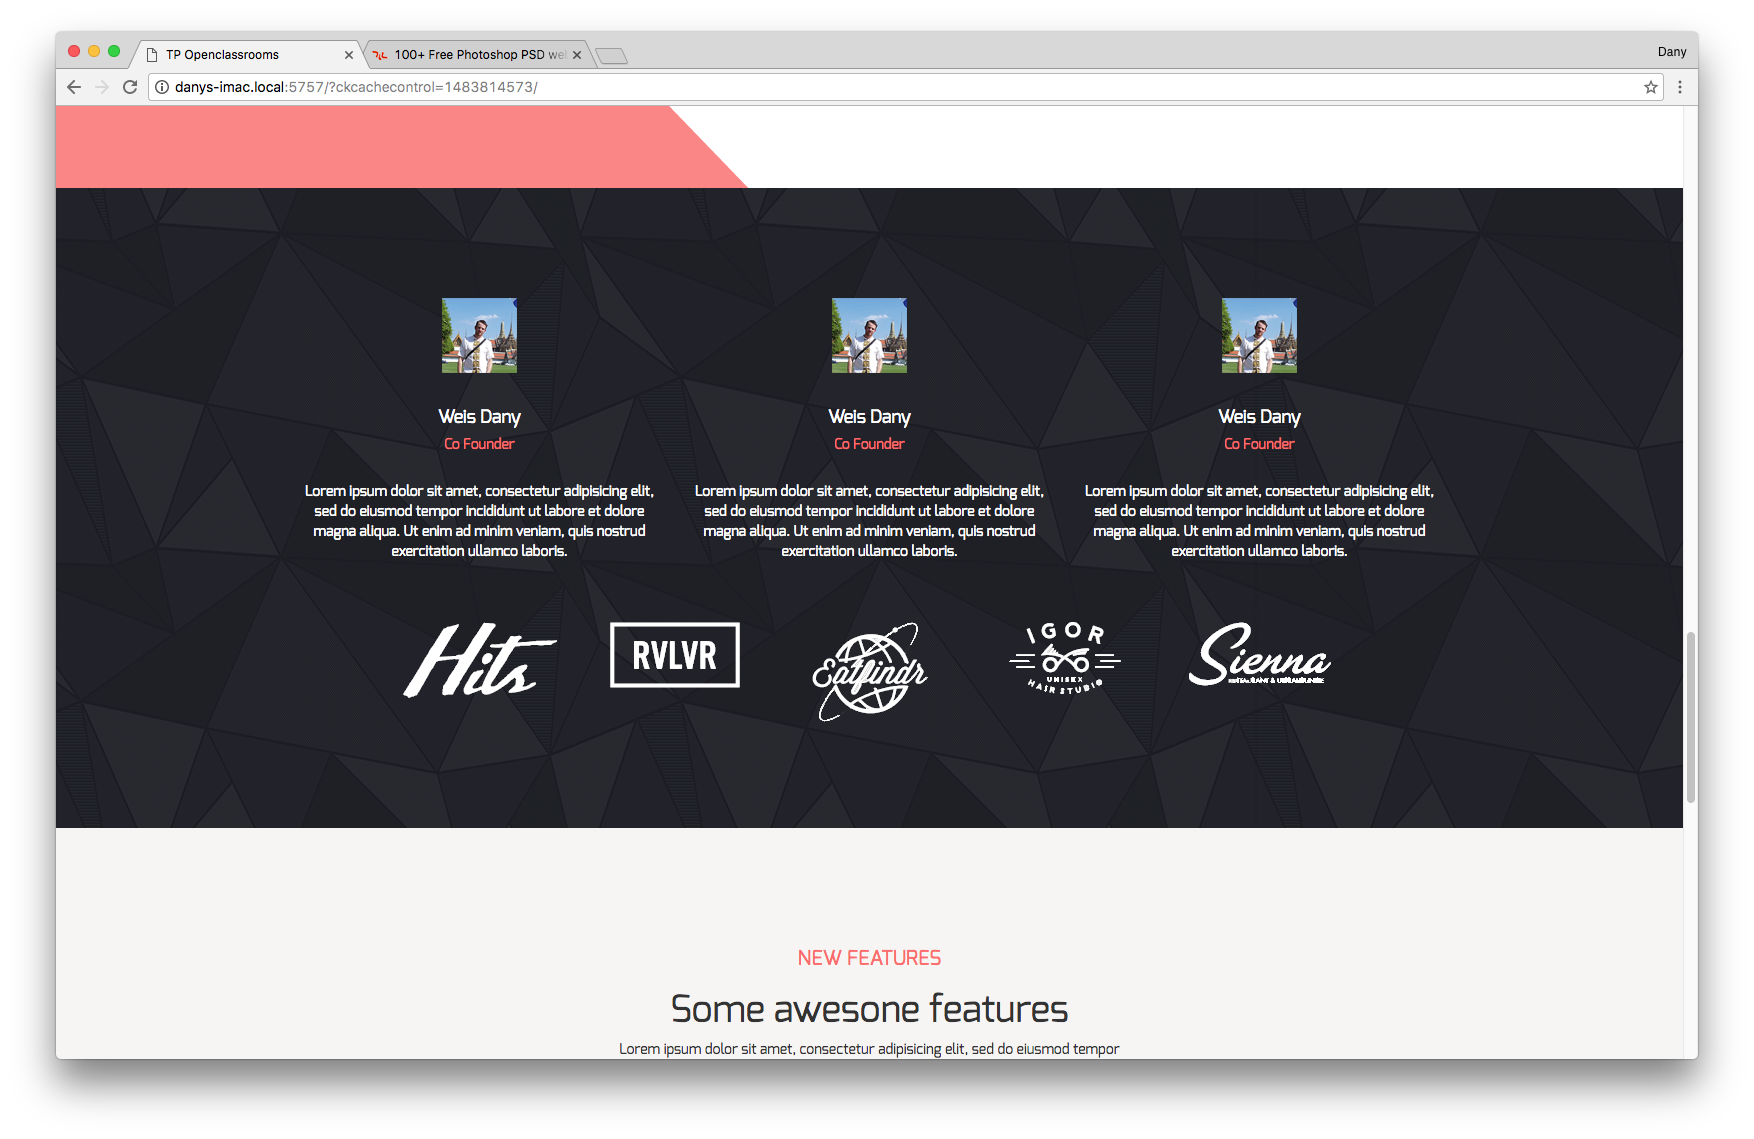 TP Openclassrooms
100+ Free Photoshop PSD we
Dany
danys-imac.local:5757/?ckcachecontrol=1483814573/
Weis Dany
Co Founder
Lorem ipsum dolor sit amet, consectetur adipisicing elit,
sed do eiusmod tempor incididunt ut labore et dolore
magna aliqua. Ut enim ad minim veniam, quis nostrud
exercitation ullamco laboris.
Weis Dany
Co Founder
Lorem ipsum dolor sit amet, consectetur adipisicing elit,
sed do eiusmod tempor incididunt ut labore et dolore
magna aliqua. Ut enim ad minim veniam, quis nostrud
exercitation ullamco laboris.
Weis Dany
Co Founder
Lorem ipsum dolor sit amet, consectetur adipisicing elit,
sed do eiusmod tempor incididunt ut labore et dolore
magna aliqua. Ut enim ad minim veniam, quis nostrud
exercitation ullamco laboris.
Hits
RVLVR
Eatfindr
IGOR
UNISEX
HAIR STUDIO
Sienna
NEW FEATURES
Some awesone features
Lorem ipsum dolor sit amet, consectetur adipisicing elit, sed do eiusmod tempor